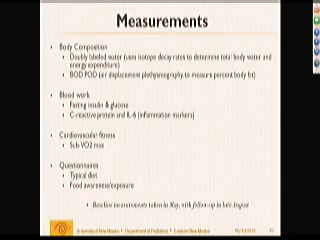 Measurements
Body Composition
Doubly labeled water (uses isotope decay rates to determine total body water and
energy expenditure)
BOD POD (air displacement plethysmography, to measure percent body fat)
Blood work
Fasting insulin & glucose
C-reactive protein and IL-6 (inflammation markers)
Cardiovascular fitness
Sub-VO2 max
Questionnaires
Typical diet
Food awareness/exposure
Baseline measurements taken in May, with follow-up in late August
University of New Mexico • Department of Pediatrics •